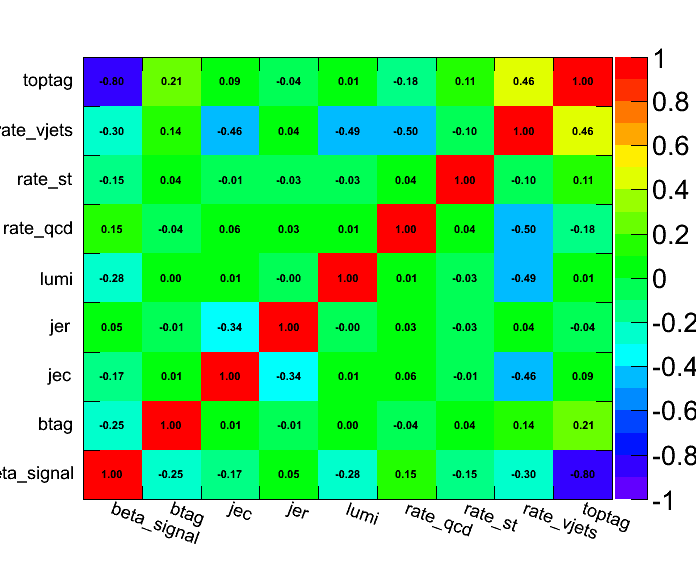 1
toptag -0.80 0.21 0.09 -0.04 0.01 -0.18 0.11 0.46 1.00
0.8
rate_vjets -0.30 0.14 -0.46 0.04 -0.49 -0.50 -0.10 1.00 0.46
0.6
rate_st -0.15 0.04 -0.01 -0.03 -0.03 0.04 1.00 -0.10 0.11
0.4
rate_qcd 0.15 -0.04 0.06 0.03 0.01 1.00 0.04 -0.50 -0.18
0.2
lumi -0.28 0.00 0.01 -0.00 1.00 0.01 -0.03 -0.49 0.01
0
jer 0.05 -0.01 -0.34 1.00 -0.00 0.03 -0.03 0.04 -0.04
-0.2
jec -0.17 0.01 1.00 -0.34 0.01 0.06 -0.01 -0.46 0.09
-0.4
-0.6
btag -0.25 1.00 0.01 -0.01 0.00 -0.04 0.04 0.14 0.21
-0.8
eta_signal 1.00 -0.25 -0.17 0.05 -0.28 0.15 -0.15 -0.30 -0.80
-1
beta_signal btag jec jer lumi rate_qcd rate_st rate_vjets toptag